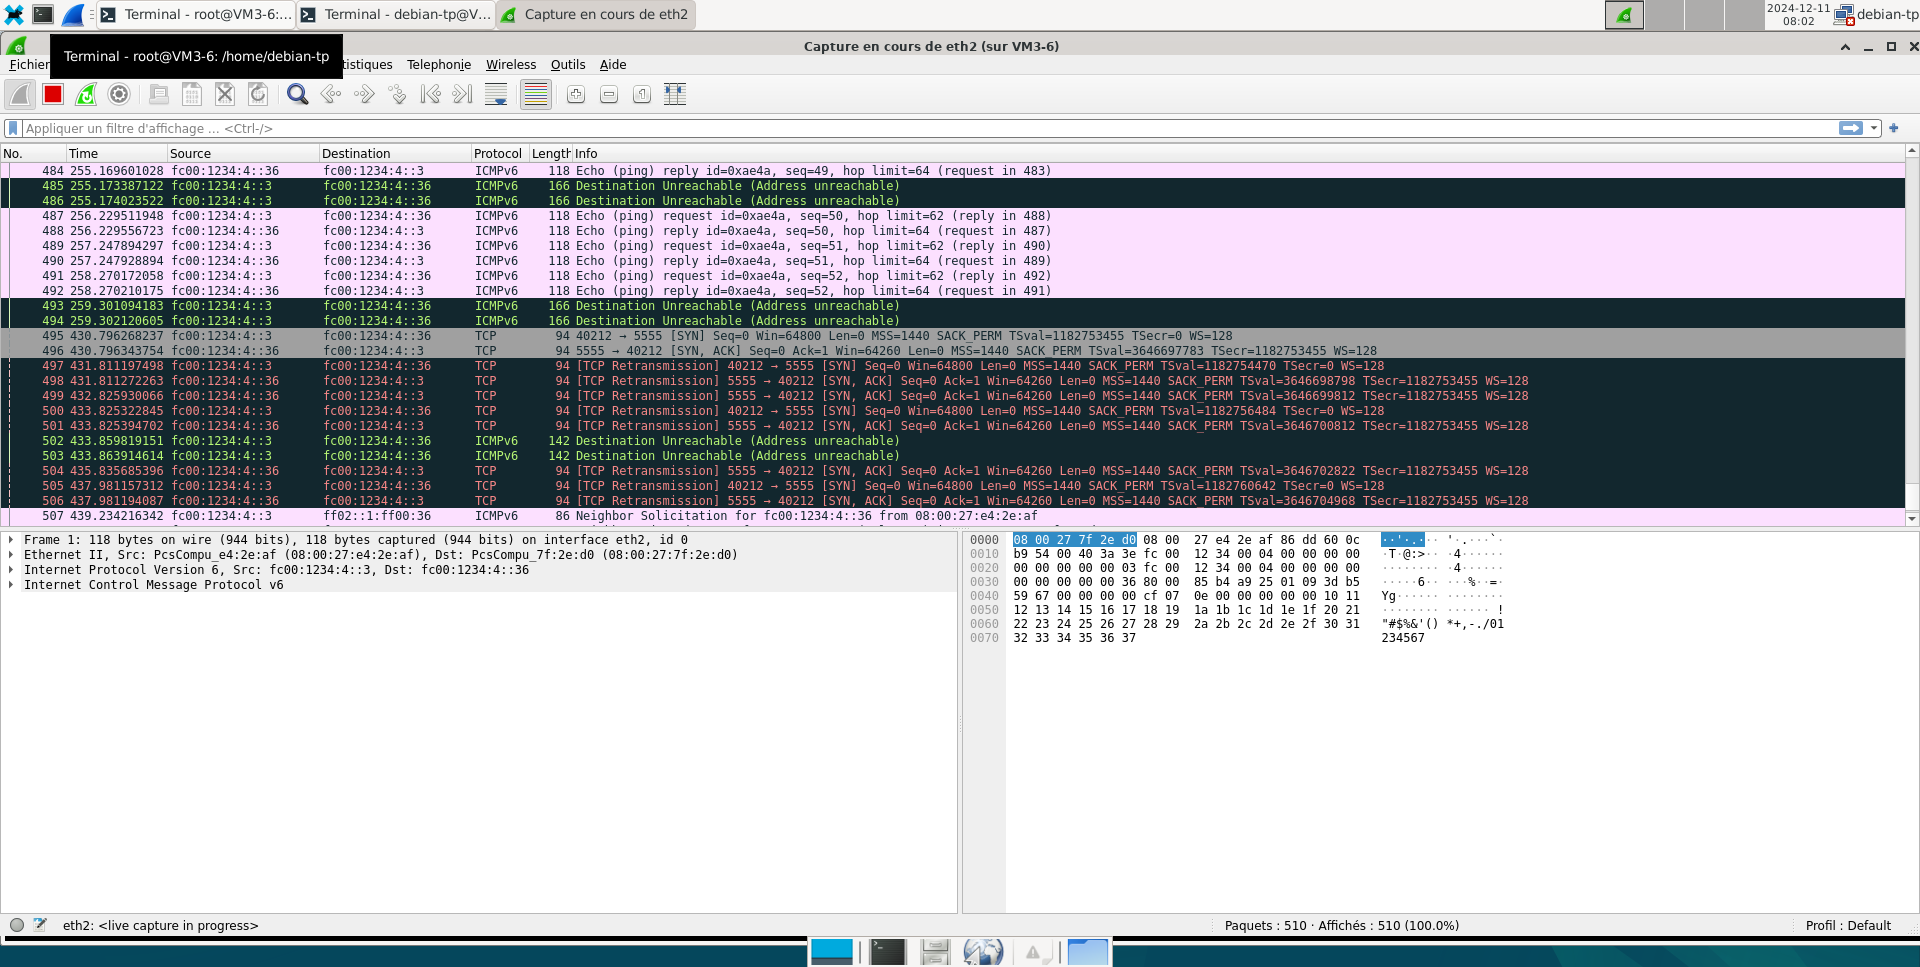 Terminal - root@VM3-6:...
Terminal - debian-tp@V...
Capture en cours de eth2
2024-12-11
08:02
debian-tp
Capture en cours de eth2 (sur VM3-6)
Terminal - root@VM3-6: /home/debian-tp
Fichier
tistiques
Telephonie
Wireless
Outils
Aide
Appliquer un filtre d'affichage ... <Ctrl-/>
No. Time Source Destination Protocol Length Info
484 255.169601028 fc00:1234:4::36 fc00:1234:4::3 ICMPv6 118 Echo (ping) reply id=0xae4a, seq=49, hop limit=64 (request in 483)
485 255.173387122 fc00:1234:4::3 fc00:1234:4::36 ICMPv6 166 Destination Unreachable (Address unreachable)
486 255.174023522 fc00:1234:4::3 fc00:1234:4::36 ICMPv6 166 Destination Unreachable (Address unreachable)
487 256.229511948 fc00:1234:4::3 fc00:1234:4::36 ICMPv6 118 Echo (ping) request id=0xae4a, seq=50, hop limit=62 (reply in 488)
488 256.229556723 fc00:1234:4::36 fc00:1234:4::3 ICMPv6 118 Echo (ping) reply id=0xae4a, seq=50, hop limit=64 (request in 487)
489 257.247894297 fc00:1234:4::3 fc00:1234:4::36 ICMPv6 118 Echo (ping) request id=0xae4a, seq=51, hop limit=62 (reply in 490)
490 257.247928894 fc00:1234:4::36 fc00:1234:4::3 ICMPv6 118 Echo (ping) reply id=0xae4a, seq=51, hop limit=64 (request in 489)
491 258.270172058 fc00:1234:4::3 fc00:1234:4::36 ICMPv6 118 Echo (ping) request id=0xae4a, seq=52, hop limit=62 (reply in 492)
492 258.270210175 fc00:1234:4::36 fc00:1234:4::3 ICMPv6 118 Echo (ping) reply id=0xae4a, seq=52, hop limit=64 (request in 491)
493 259.301094183 fc00:1234:4::3 fc00:1234:4::36 ICMPv6 166 Destination Unreachable (Address unreachable)
494 259.302120605 fc00:1234:4::3 fc00:1234:4::36 ICMPv6 166 Destination Unreachable (Address unreachable)
495 430.796268237 fc00:1234:4::3 fc00:1234:4::36 TCP 94 40212 → 5555 [SYN] Seq=0 Win=64800 Len=0 MSS=1440 SACK_PERM TSval=1182753455 TSecr=0 WS=128
496 430.796343754 fc00:1234:4::36 fc00:1234:4::3 TCP 94 5555 → 40212 [SYN, ACK] Seq=0 Ack=1 Win=64260 Len=0 MSS=1440 SACK_PERM TSval=3646697783 TSecr=1182753455 WS=128
497 431.811197498 fc00:1234:4::3 fc00:1234:4::36 TCP 94 [TCP Retransmission] 40212 → 5555 [SYN] Seq=0 Win=64800 Len=0 MSS=1440 SACK_PERM TSval=1182754470 TSecr=0 WS=128
498 431.811272263 fc00:1234:4::36 fc00:1234:4::3 TCP 94 [TCP Retransmission] 5555 → 40212 [SYN, ACK] Seq=0 Ack=1 Win=64260 Len=0 MSS=1440 SACK_PERM TSval=3646698798 TSecr=1182753455 WS=128
499 432.825930066 fc00:1234:4::36 fc00:1234:4::3 TCP 94 [TCP Retransmission] 5555 → 40212 [SYN, ACK] Seq=0 Ack=1 Win=64260 Len=0 MSS=1440 SACK_PERM TSval=3646699812 TSecr=1182753455 WS=128
500 433.825322845 fc00:1234:4::3 fc00:1234:4::36 TCP 94 [TCP Retransmission] 40212 → 5555 [SYN] Seq=0 Win=64800 Len=0 MSS=1440 SACK_PERM TSval=1182756484 TSecr=0 WS=128
501 433.825394702 fc00:1234:4::36 fc00:1234:4::3 TCP 94 [TCP Retransmission] 5555 → 40212 [SYN, ACK] Seq=0 Ack=1 Win=64260 Len=0 MSS=1440 SACK_PERM TSval=3646700812 TSecr=1182753455 WS=128
502 433.859819151 fc00:1234:4::3 fc00:1234:4::36 ICMPv6 142 Destination Unreachable (Address unreachable)
503 433.863914614 fc00:1234:4::3 fc00:1234:4::36 ICMPv6 142 Destination Unreachable (Address unreachable)
504 435.835685396 fc00:1234:4::36 fc00:1234:4::3 TCP 94 [TCP Retransmission] 5555 → 40212 [SYN, ACK] Seq=0 Ack=1 Win=64260 Len=0 MSS=1440 SACK_PERM TSval=3646702822 TSecr=1182753455 WS=128
505 437.981157312 fc00:1234:4::3 fc00:1234:4::36 TCP 94 [TCP Retransmission] 40212 → 5555 [SYN] Seq=0 Win=64800 Len=0 MSS=1440 SACK_PERM TSval=1182760642 TSecr=0 WS=128
506 437.981194087 fc00:1234:4::36 fc00:1234:4::3 TCP 94 [TCP Retransmission] 5555 → 40212 [SYN, ACK] Seq=0 Ack=1 Win=64260 Len=0 MSS=1440 SACK_PERM TSval=3646704968 TSecr=1182753455 WS=128
507 439.234216342 fc00:1234:4::3 ff02::1:ff00:36 ICMPv6 86 Neighbor Solicitation for fc00:1234:4::36 from 08:00:27:e4:2e:af
Frame 1: 118 bytes on wire (944 bits), 118 bytes captured (944 bits) on interface eth2, id 0
Ethernet II, Src: PcsCompu_e4:2e:af (08:00:27:e4:2e:af), Dst: PcsCompu_7f:2e:d0 (08:00:27:7f:2e:d0)
Internet Protocol Version 6, Src: fc00:1234:4::3, Dst: fc00:1234:4::36
Internet Control Message Protocol v6
0000 08 00 27 7f 2e d0 08 00 27 e4 2e af 86 dd 60 0c ··'·.··· '·.···`·
0010 b9 54 00 40 3a 3e fc 00 12 34 00 04 00 00 00 00 ·T·@:>·· ·4······
0020 00 00 00 00 00 03 fc 00 12 34 00 04 00 00 00 00 ········ ·4······
0030 00 00 00 00 00 36 80 00 85 b4 a9 25 01 09 3d b5 ·····6·· ···%··=·
0040 59 67 00 00 00 00 cf 07 0e 00 00 00 00 00 10 11 Yg······ ········
0050 12 13 14 15 16 17 18 19 1a 1b 1c 1d 1e 1f 20 21 ········ ······ !
0060 22 23 24 25 26 27 28 29 2a 2b 2c 2d 2e 2f 30 31 "#$%&'() *+,-./01
0070 32 33 34 35 36 37 234567
eth2: <live capture in progress>
Paquets : 510 · Affichés : 510 (100.0%)
Profil : Default